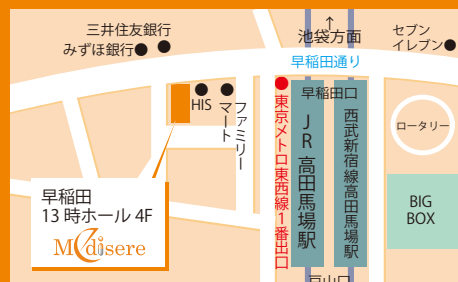 三井住友銀行
みずほ銀行
↑
池袋方面
セブン
イレブン
早稲田通り
HIS
ファミリー
マート
東京メトロ東西線1番出口
早稲田口
JR 高田馬場駅
西武新宿線高田馬場駅
ロータリー
BIG
BOX
早稲田
13時ホール 4F
Medisere
戸山口